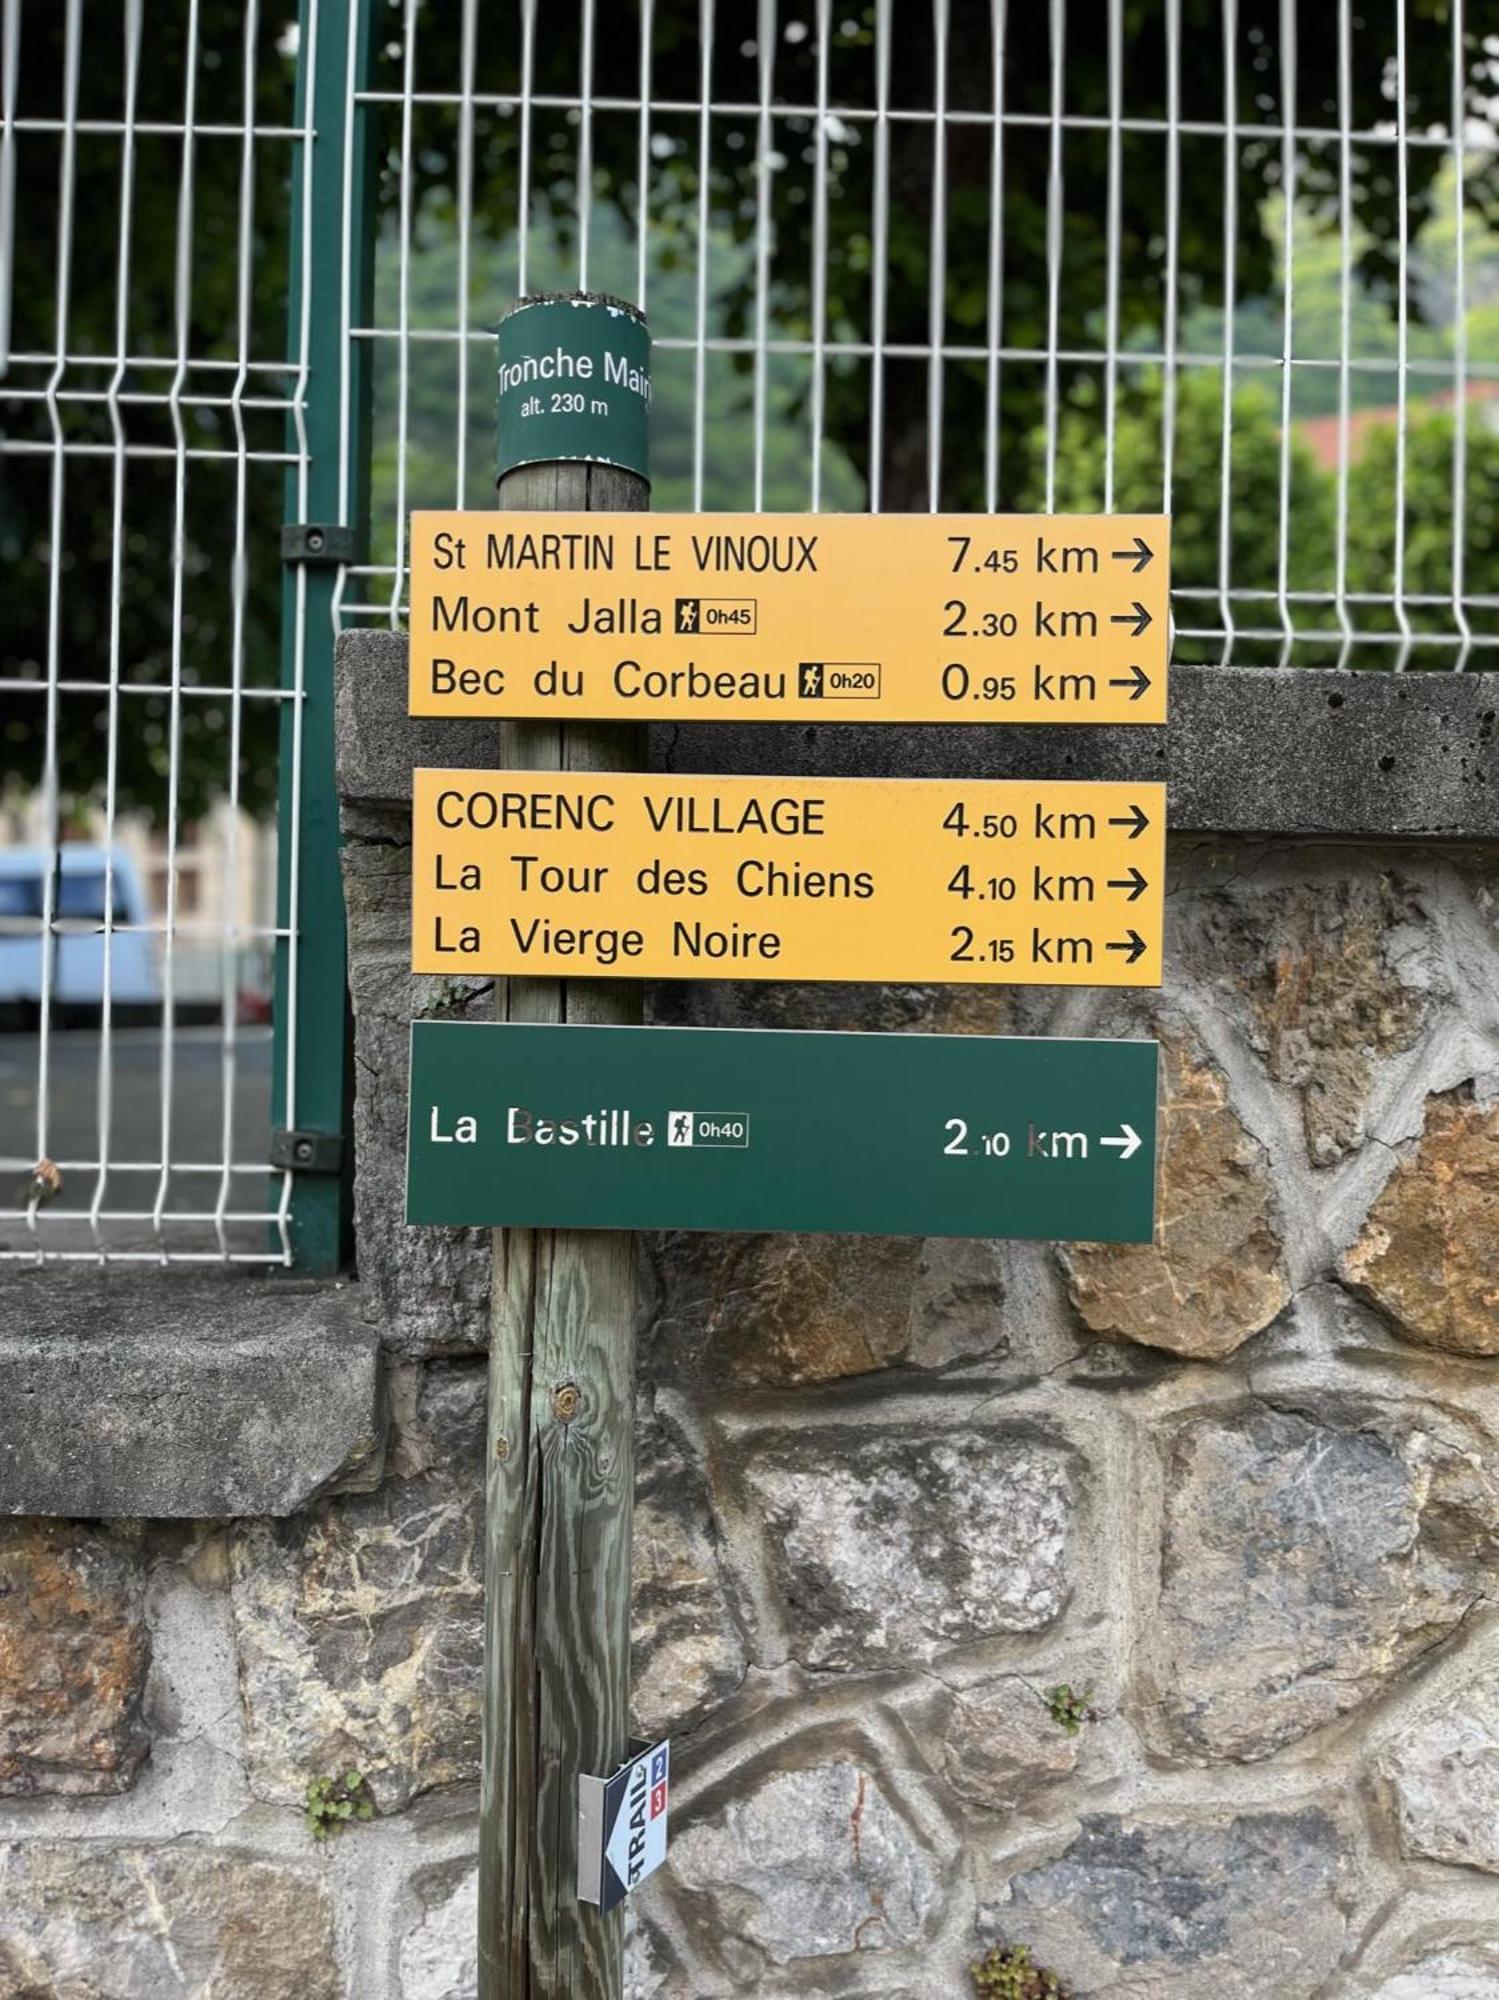 Tronche Mairi
alt. 230 m
St MARTIN LE VINOUX 7.45 km →
Mont Jalla 0h45 2.30 km →
Bec du Corbeau 0h20 0.95 km →
CORENC VILLAGE 4.50 km →
La Tour des Chiens 4.10 km →
La Vierge Noire 2.15 km →
La Bastille 0h40 2.10 km →
TRAIL
2
3